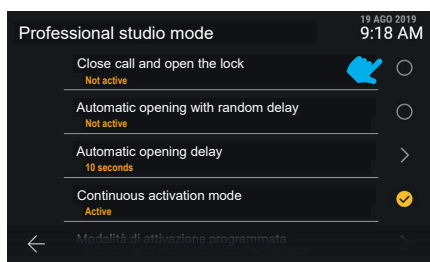 19 AGO 2019
Professional studio mode 9:18 AM
Close call and open the lock
Not active
Automatic opening with random delay
Not active
Automatic opening delay
10 seconds
Continuous activation mode
Active
Modalità di attivazione programmata